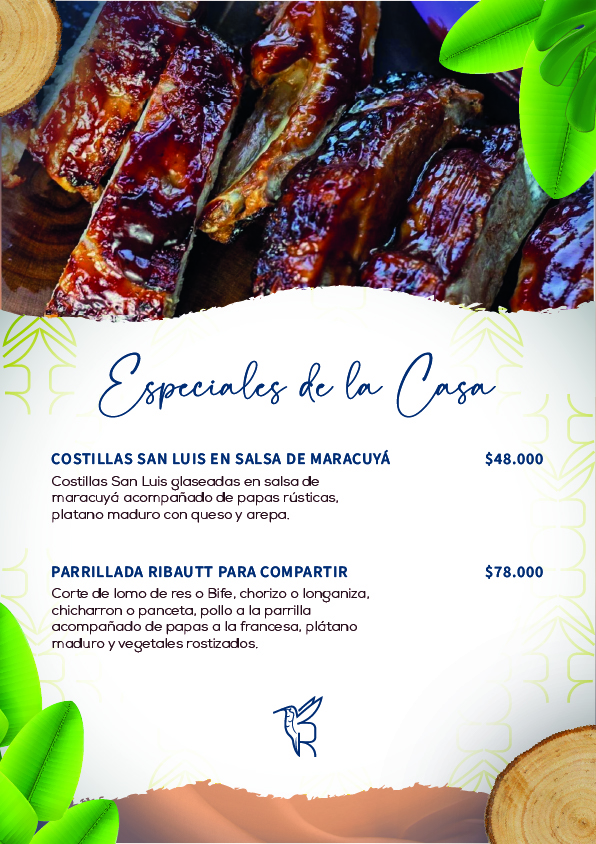 Especiales de la Casa
COSTILLAS SAN LUIS EN SALSA DE MARACUYÁ $48.000
Costillas San Luis glaseadas en salsa de
maracuyá acompañado de papas rústicas,
platano maduro con queso y arepa.
PARRILLADA RIBAUTT PARA COMPARTIR $78.000
Corte de lomo de res o Bife, chorizo o longaniza,
chicharron o panceta, pollo a la parrilla
acompañado de papas a la francesa, plátano
maduro y vegetales rostizados.